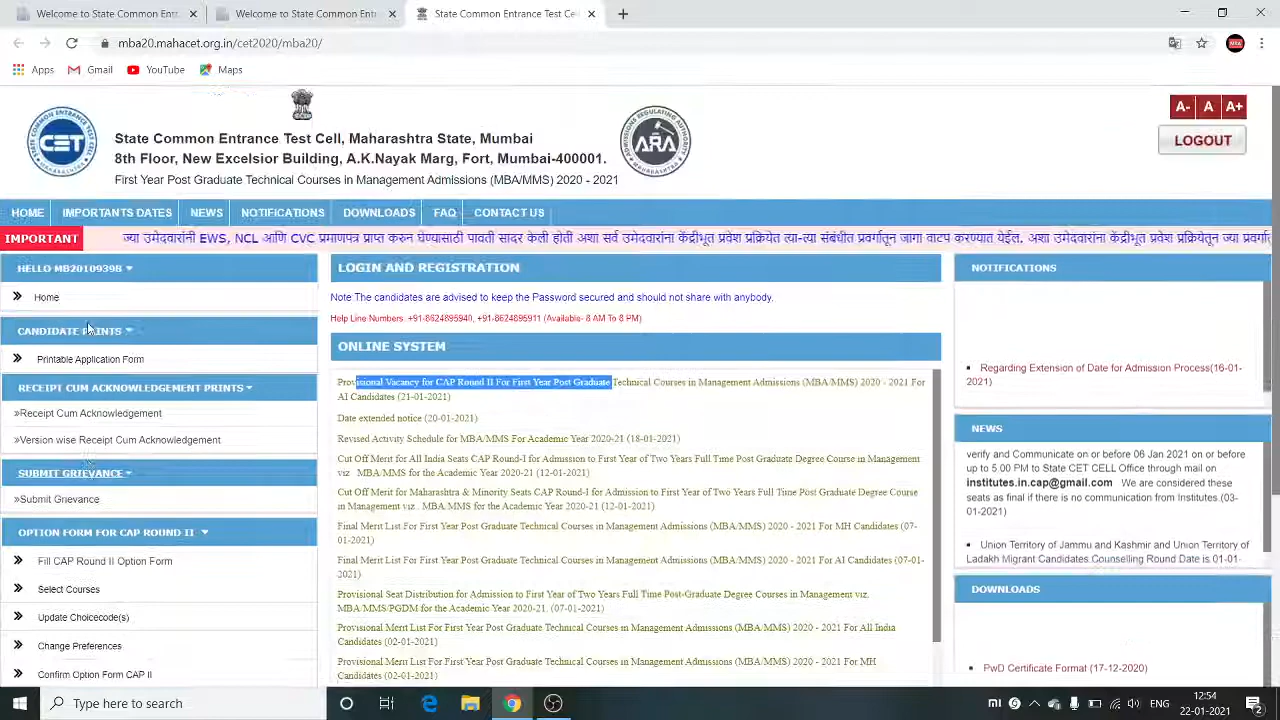 Welcome to State Common Entr
Welcome to State Common Entr
State Common Entrance Test Cel
mba20.mahacet.org.in/cet2020/mba20/
Apps
Gmail
YouTube
Maps
CET
ARA
State Common Entrance Test Cell, Maharashtra State, Mumbai
8th Floor, New Excelsior Building, A.K.Nayak Marg, Fort, Mumbai-400001.
First Year Post Graduate Technical Courses in Management Admissions (MBA/MMS) 2020 - 2021
A- A A+
LOGOUT
HOME IMPORTANTS DATES NEWS NOTIFICATIONS DOWNLOADS FAQ CONTACT US
IMPORTANT
ज्या उमेदवारांनी EWS, NCL आणि CVC प्रमाणपत्र प्राप्त करुन घेण्यासाठी पावती सादर केली होती अशा सर्व उमेदवारांना केंद्रीभूत प्रवेश प्रक्रियेत त्या-त्या संबंधीत प्रवर्गातून जागा वाटप करण्यात येईल. अशा उमेदवारांना केंद्रीभूत प्रवेश प्रक्रियेतून ज्या
HELLO MB20109398
Home
CANDIDATE PRINTS
Printable Application Form
RECEIPT CUM ACKNOWLEDGEMENT PRINTS
»Receipt Cum Acknowledgement
»Version wise Receipt Cum Acknowledgement
SUBMIT GRIEVANCE
»Submit Grievance
OPTION FORM FOR CAP ROUND II
Fill CAP Round II Option Form
Select Courses
Update Choicecode(s)
Change Preferences
Confirm Option Form CAP II
LOGIN AND REGISTRATION
Note The candidates are advised to keep the Password secured and should not share with anybody.
Help Line Numbers +91-8624895940, +91-8624895911 (Available- 8 AM To 8 PM)
ONLINE SYSTEM
Provisional Vacancy for CAP Round II For First Year Post Graduate Technical Courses in Management Admissions (MBA/MMS) 2020 - 2021 For
AI Candidates (21-01-2021)
Date extended notice (20-01-2021)
Revised Activity Schedule for MBA/MMS For Academic Year 2020-21 (18-01-2021)
Cut Off Merit for All India Seats CAP Round-I for Admission to First Year of Two Years Full Time Post Graduate Degree Course in Management
viz MBA/MMS for the Academic Year 2020-21 (12-01-2021)
Cut Off Merit for Maharashtra & Minority Seats CAP Round-I for Admission to First Year of Two Years Full Time Post Graduate Degree Course
in Management viz.. MBA/MMS for the Academic Year 2020-21 (12-01-2021)
Final Merit List For First Year Post Graduate Technical Courses in Management Admissions (MBA/MMS) 2020 - 2021 For MH Candidates (07-
01-2021)
Final Merit List For First Year Post Graduate Technical Courses in Management Admissions (MBA/MMS) 2020 - 2021 For AI Candidates (07-01-
2021)
Provisional Seat Distribution for Admission to First Year of Two Years Full Time Post-Graduate Degree Courses in Management viz.
MBA/MMS/PGDM for the Academic Year 2020-21. (07-01-2021)
Provisional Merit List For First Year Post Graduate Technical Courses in Management Admissions (MBA/MMS) 2020 - 2021 For All India
Candidates (02-01-2021)
Provisional Merit List For First Year Post Graduate Technical Courses in Management Admissions (MBA/MMS) 2020 - 2021 For MH
Candidates (02-01-2021)
NOTIFICATIONS
Regarding Extension of Date for Admission Process(16-01-
2021)
NEWS
verify and Communicate on or before 06 Jan 2021 on or before
up to 5.00 PM to State CET CELL Office through mail on
institutes.in.cap@gmail.com We are considered these
seats as final if there is no communication from Institutes.(03-
01-2021)
Union Territory of Jammu and Kashmir and Union Territory of
Ladakh Migrant Candidates Counselling Round Date is 01-01-
DOWNLOADS
PwD Certificate Format (17-12-2020)
Type here to search
ENG
12:54
22-01-2021
2